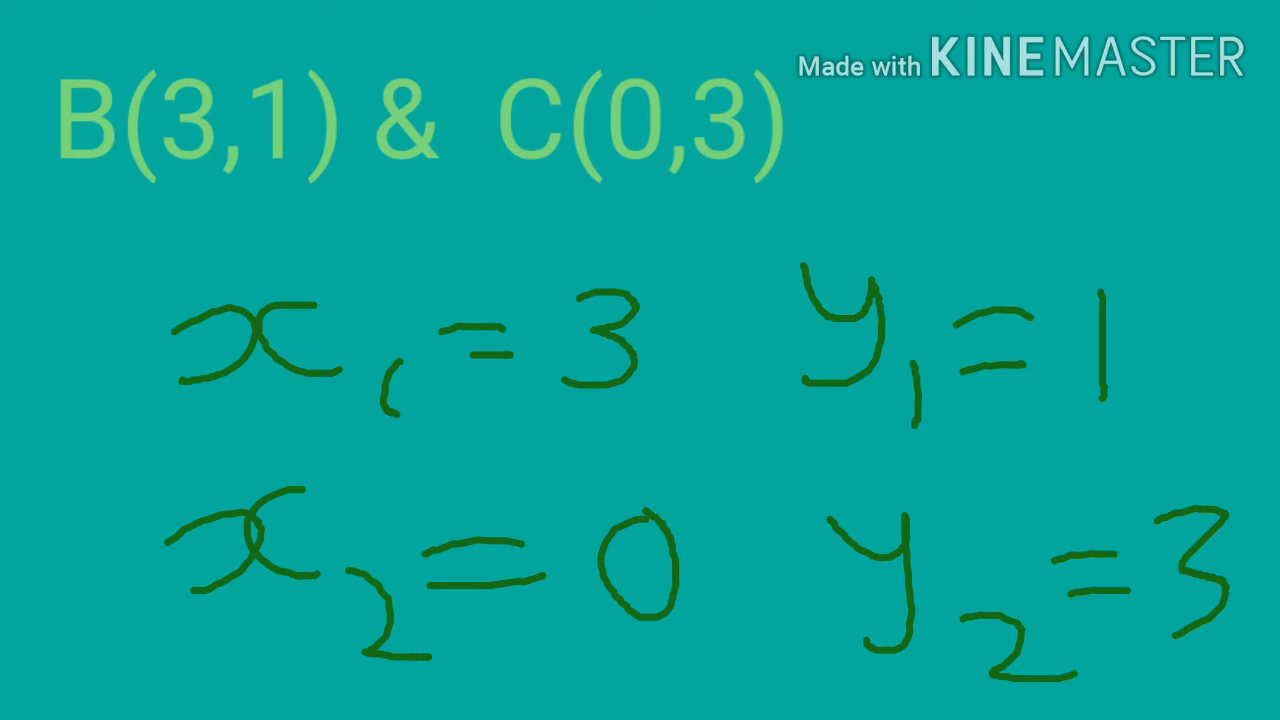 Made with KINEMASTER
B(3,1) & C(0,3)
x₁ = 3 y₁ = 1
x₂ = 0 y₂ = 3